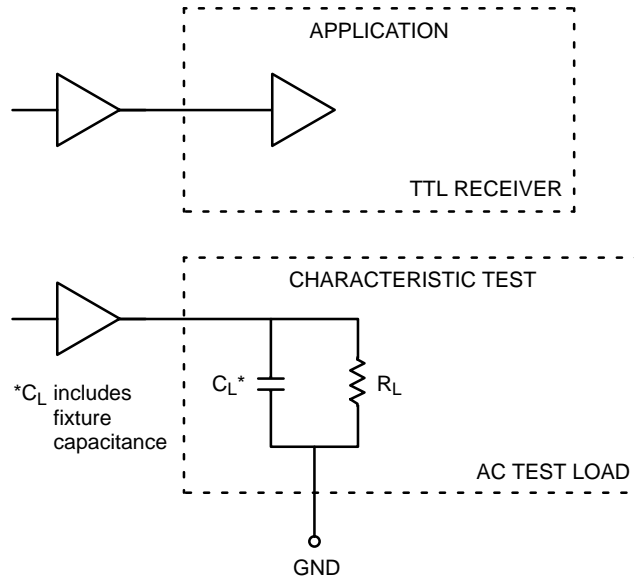 APPLICATION
TTL RECEIVER
CHARACTERISTIC TEST
*CL includes
fixture
capacitance
CL*
RL
AC TEST LOAD
GND